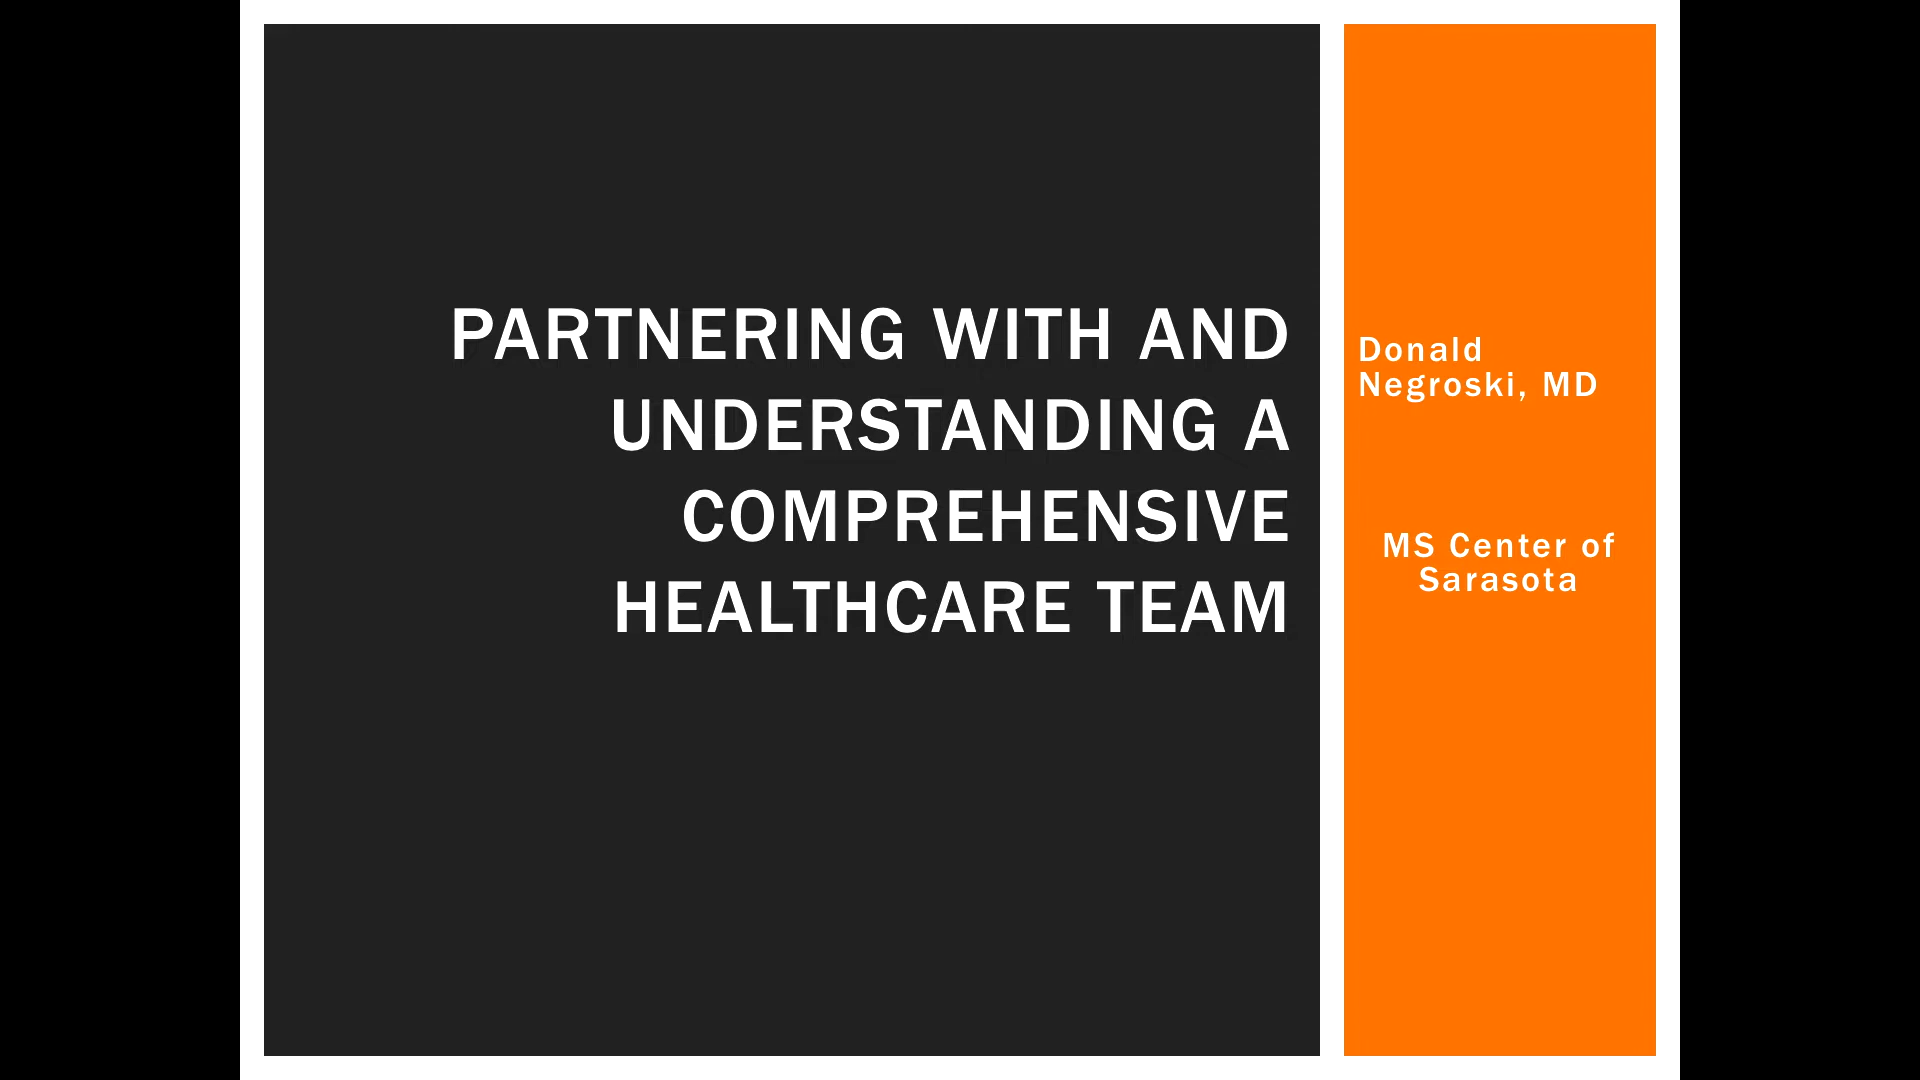 PARTNERING WITH AND
UNDERSTANDING A
COMPREHENSIVE
HEALTHCARE TEAM
Donald
Negroski, MD
MS Center of
Sarasota